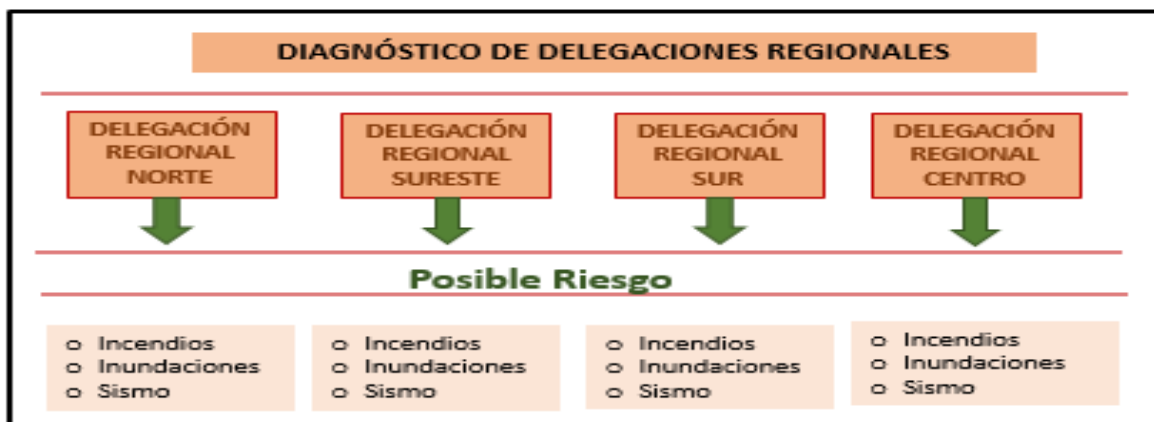 DIAGNÓSTICO DE DELEGACIONES REGIONALES
DELEGACIÓN
REGIONAL
NORTE
DELEGACIÓN
REGIONAL
SURESTE
DELEGACIÓN
REGIONAL
SUR
DELEGACIÓN
REGIONAL
CENTRO
Posible Riesgo
o Incendios
o Inundaciones
o Sismo
o Incendios
o Inundaciones
o Sismo
o Incendios
o Inundaciones
o Sismo
o Incendios
o Inundaciones
o Sismo